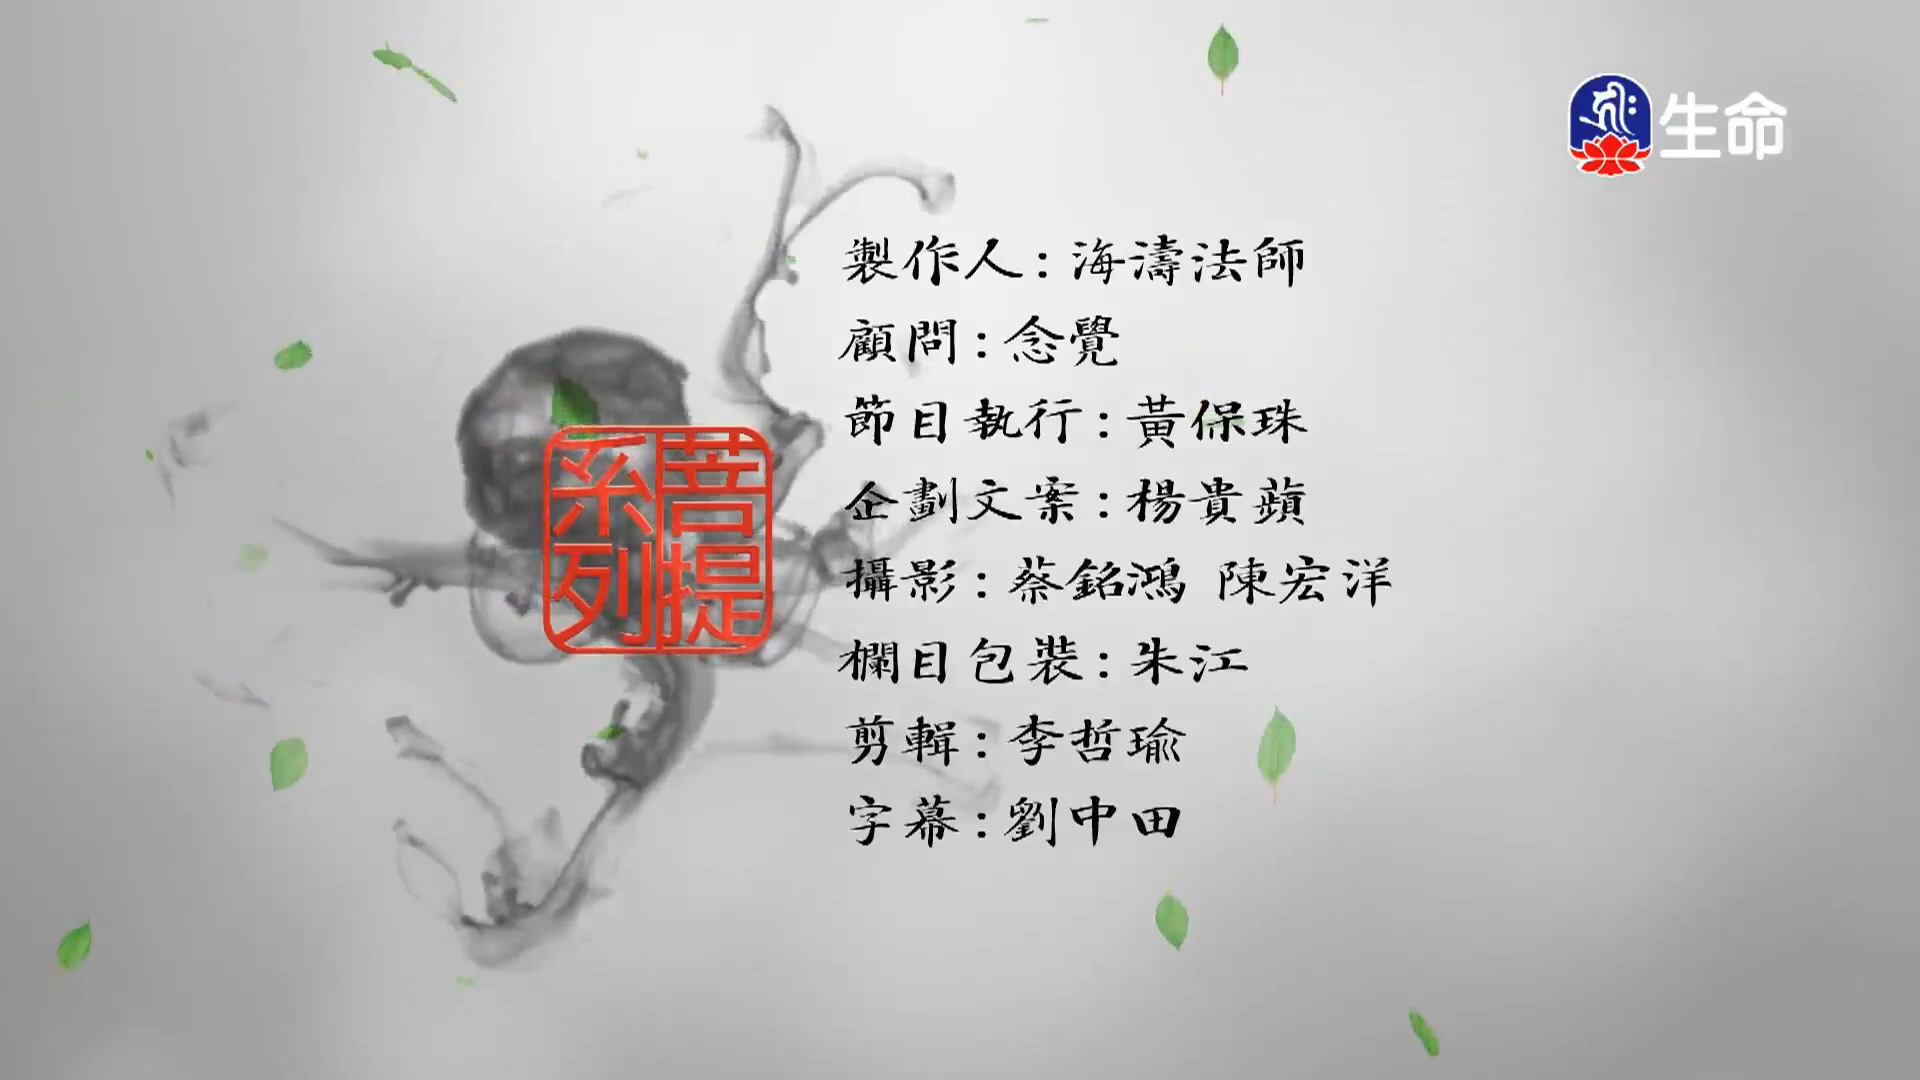 生命
製作人:海濤法師
顧問:念覺
節目執行:黃保珠
企劃文案:楊貴蘋
攝影:蔡銘鴻 陳宏洋
欄目包裝:朱江
剪輯:李哲瑜
字幕:劉中田
菩提
系列